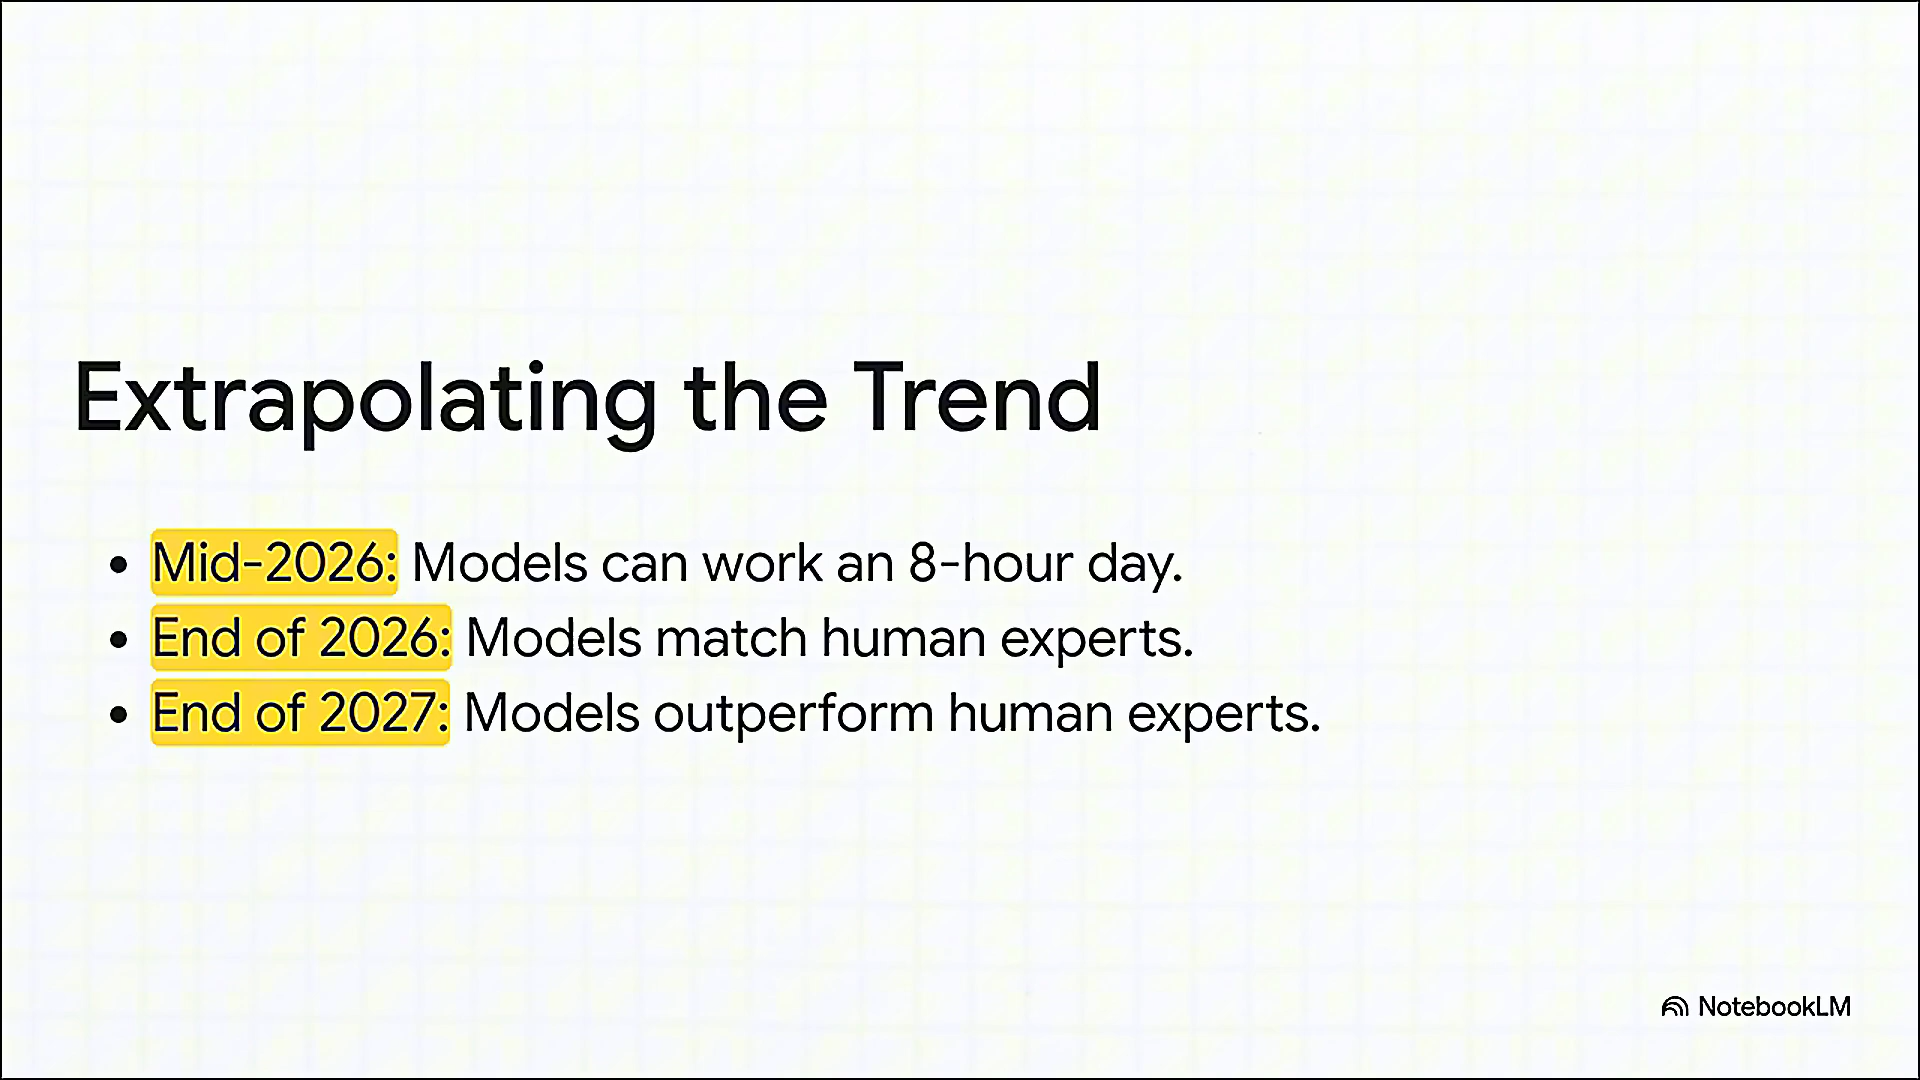 Extrapolating the Trend
• Mid-2026: Models can work an 8-hour day.
• End of 2026: Models match human experts.
• End of 2027: Models outperform human experts.
NotebookLM